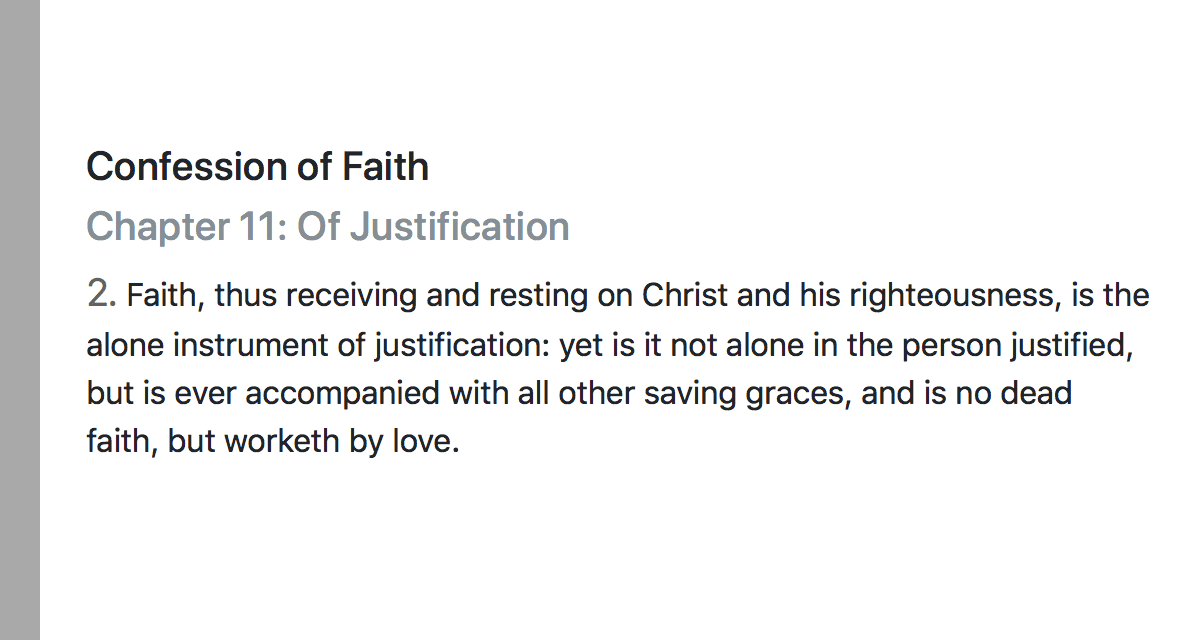 Confession of Faith
Chapter 11: Of Justification
2. Faith, thus receiving and resting on Christ and his righteousness, is the
alone instrument of justification: yet is it not alone in the person justified,
but is ever accompanied with all other saving graces, and is no dead
faith, but worketh by love.